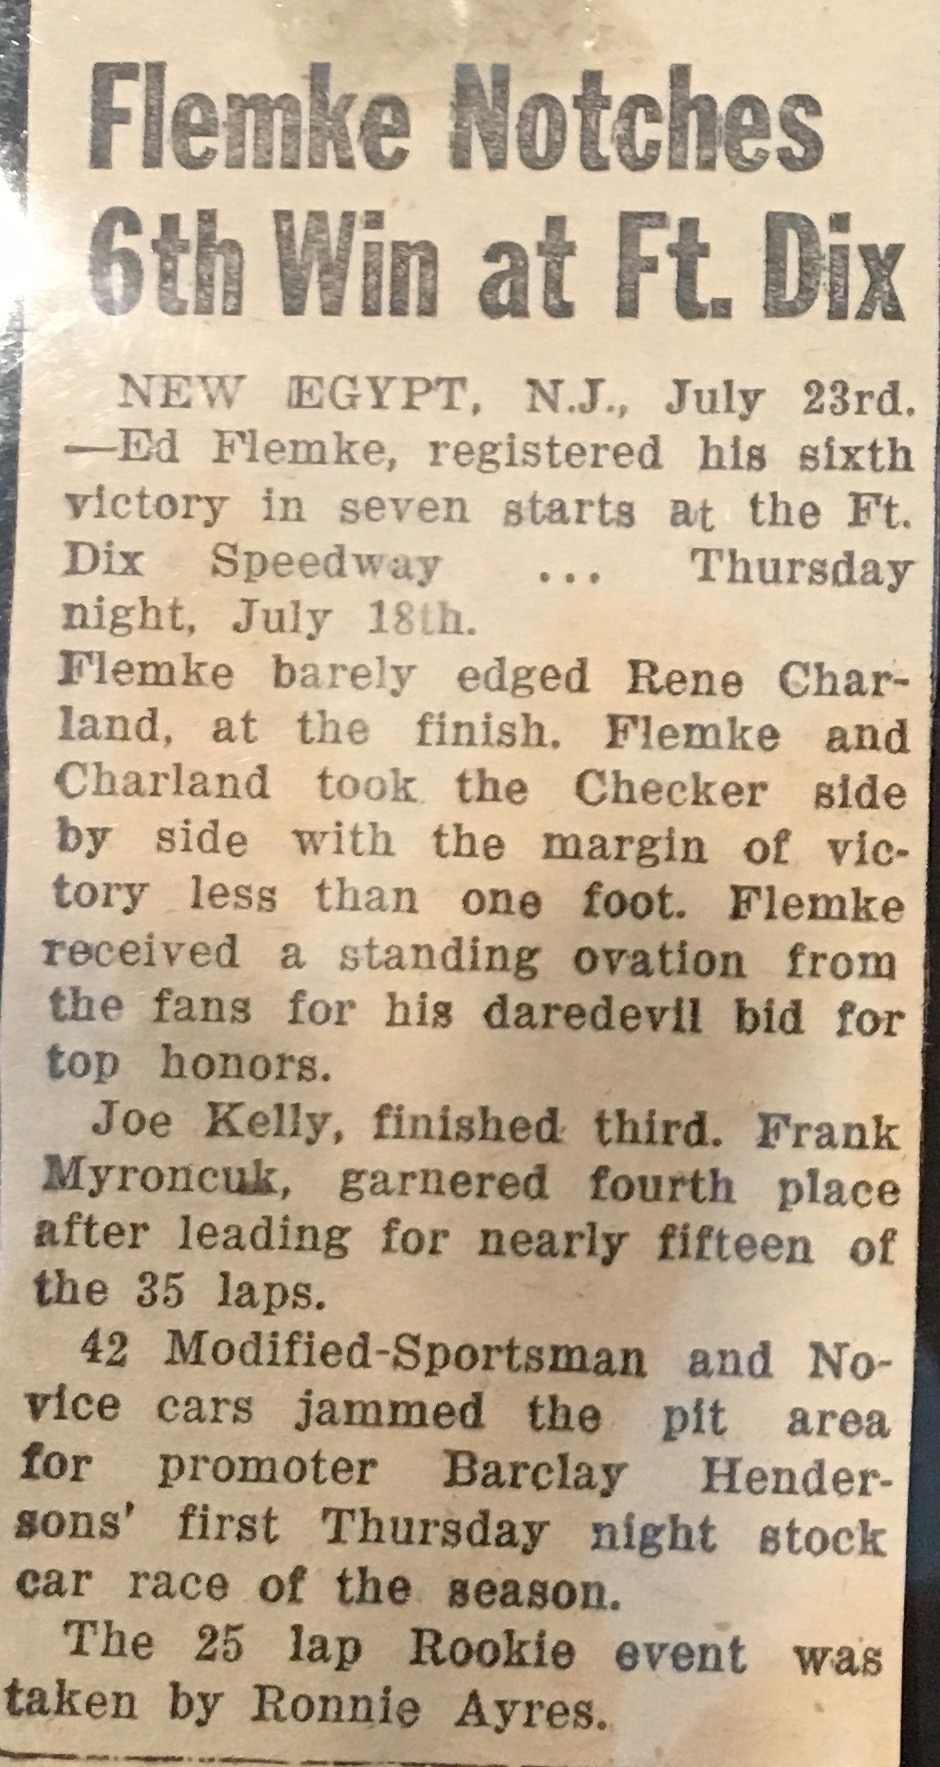 Flemke Notches
6th Win at Ft. Dix
NEW EGYPT, N.J., July 23rd.
—Ed Flemke, registered his sixth
victory in seven starts at the Ft.
Dix Speedway ... Thursday
night, July 18th.
Flemke barely edged Rene Char-
land, at the finish. Flemke and
Charland took the Checker side
by side with the margin of vic-
tory less than one foot. Flemke
received a standing ovation from
the fans for his daredevil bid for
top honors.
Joe Kelly, finished third. Frank
Myroncuk, garnered fourth place
after leading for nearly fifteen of
the 35 laps.
42 Modified-Sportsman and No-
vice cars jammed the pit area
for promoter Barclay Hender-
sons' first Thursday night stock
car race of the season.
The 25 lap Rookie event was
taken by Ronnie Ayres.